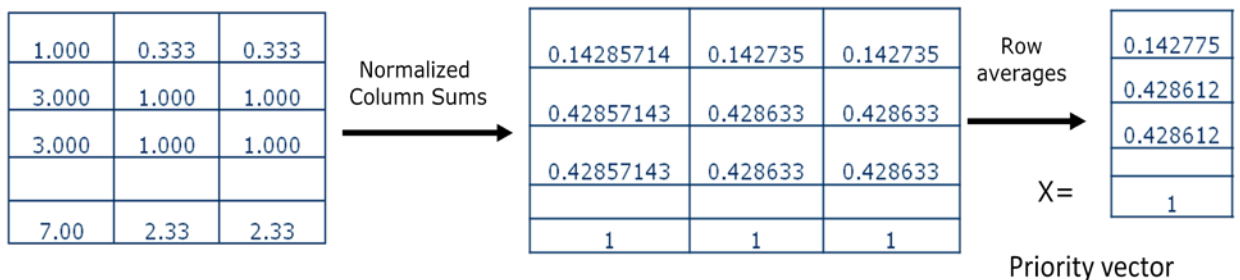 1.000 0.333 0.333
3.000 1.000 1.000
3.000 1.000 1.000
7.00 2.33 2.33
Normalized
Column Sums
0.14285714 0.142735 0.142735
0.42857143 0.428633 0.428633
0.42857143 0.428633 0.428633
1 1 1
Row
averages
X=
0.142775
0.428612
0.428612
1
Priority vector